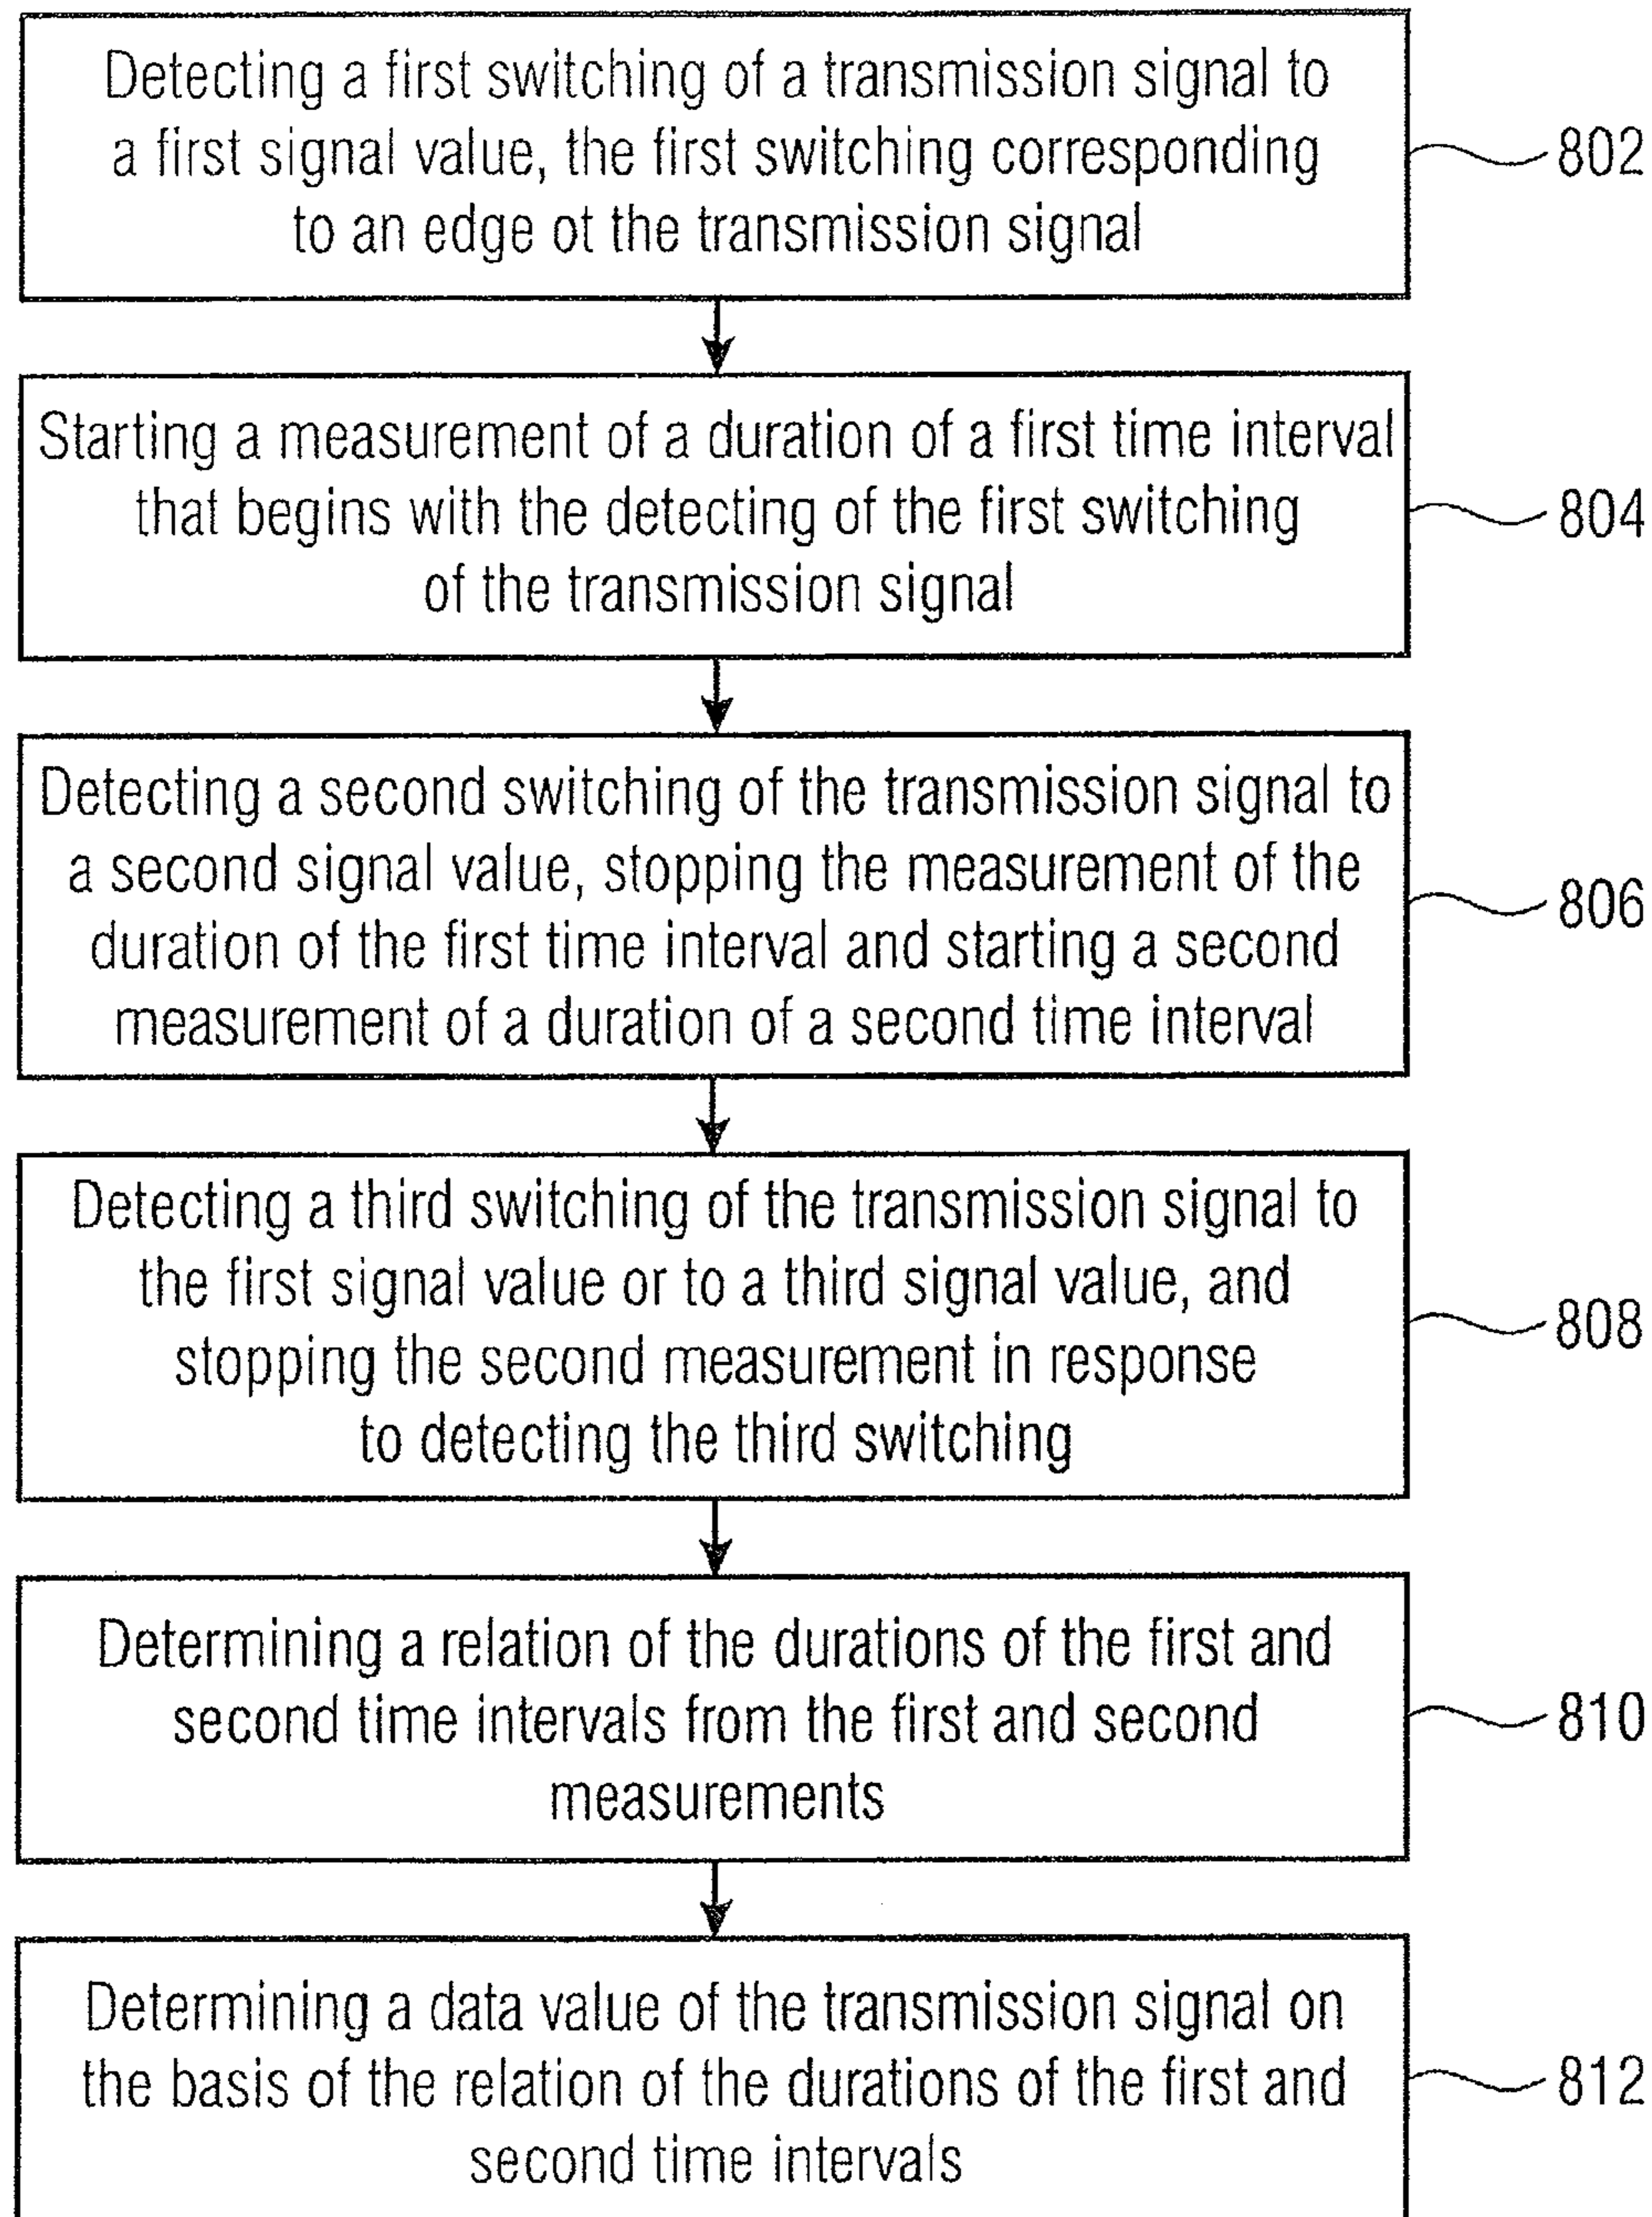 Detecting a first switching of a transmission signal to
a first signal value, the first switching corresponding
to an edge ot the transmission signal
802
Starting a measurement of a duration of a first time interval
that begins with the detecting of the first switching
of the transmission signal
804
Detecting a second switching of the transmission signal to
a second signal value, stopping the measurement of the
duration of the first time interval and starting a second
measurement of a duration of a second time interval
806
Detecting a third switching of the transmission signal to
the first signal value or to a third signal value, and
stopping the second measurement in response
to detecting the third switching
808
Determining a relation of the durations of the first and
second time intervals from the first and second
measurements
810
Determining a data value of the transmission signal on
the basis of the relation of the durations of the first and
second time intervals
812